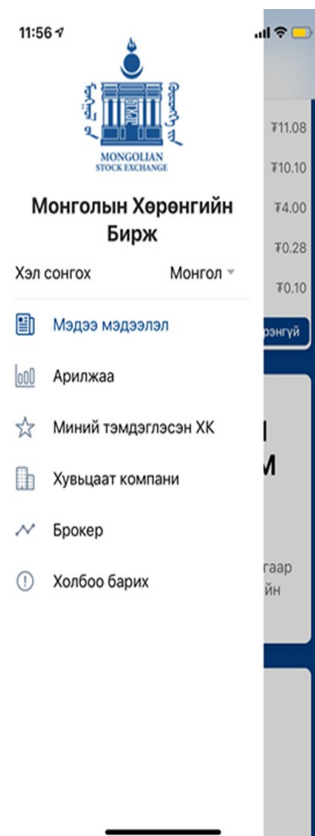 11:56
MONGOLIAN
STOCK EXCHANGE
Монголын Хөрөнгийн
Бирж
Хэл сонгох
Монгол
Мэдээ мэдээлэл
Арилжаа
Миний тэмдэглэсэн ХК
Хувьцаат компани
Брокер
Холбоо барих
₮11.08
₮10.10
₮4.00
₮0.28
₮0.10